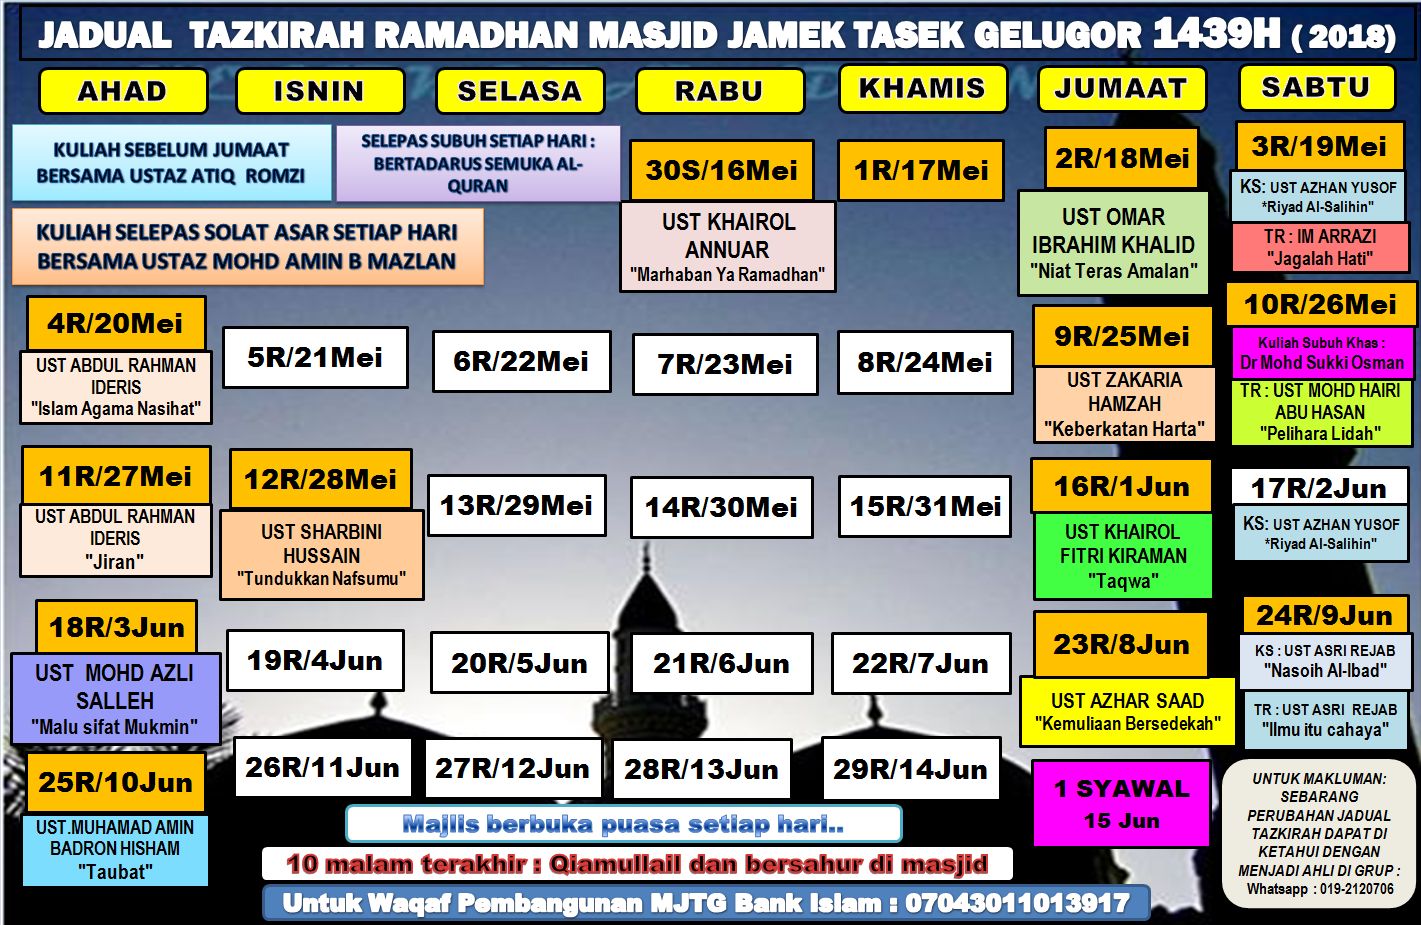 JADUAL TAZKIRAH RAMADHAN MASJID JAMEK TASEK GELUGOR 1439H ( 2018)
AHAD
ISNIN
SELASA
RABU
KHAMIS
JUMAAT
SABTU
KULIAH SEBELUM JUMAAT
BERSAMA USTAZ ATIQ ROMZI
SELEPAS SUBUH SETIAP HARI :
BERTADARUS SEMUKA AL-
QURAN
KULIAH SELEPAS SOLAT ASAR SETIAP HARI
BERSAMA USTAZ MOHD AMIN B MAZLAN
30S/16Mei
UST KHAIROL
ANNUAR
"Marhaban Ya Ramadhan"
1R/17Mei
2R/18Mei
UST OMAR
IBRAHIM KHALID
"Niat Teras Amalan"
3R/19Mei
KS: UST AZHAN YUSOF
*Riyad Al-Salihin"
TR : IM ARRAZI
"Jagalah Hati"
4R/20Mei
UST ABDUL RAHMAN
IDERIS
"Islam Agama Nasihat"
5R/21Mei
6R/22Mei
7R/23Mei
8R/24Mei
9R/25Mei
UST ZAKARIA
HAMZAH
"Keberkatan Harta"
10R/26Mei
Kuliah Subuh Khas :
Dr Mohd Sukki Osman
TR : UST MOHD HAIRI
ABU HASAN
"Pelihara Lidah"
11R/27Mei
UST ABDUL RAHMAN
IDERIS
"Jiran"
12R/28Mei
UST SHARBINI
HUSSAIN
"Tundukkan Nafsumu"
13R/29Mei
14R/30Mei
15R/31Mei
16R/1Jun
UST KHAIROL
FITRI KIRAMAN
"Taqwa"
17R/2Jun
KS: UST AZHAN YUSOF
*Riyad Al-Salihin"
18R/3Jun
UST MOHD AZLI
SALLEH
"Malu sifat Mukmin"
19R/4Jun
20R/5Jun
21R/6Jun
22R/7Jun
23R/8Jun
UST AZHAR SAAD
"Kemuliaan Bersedekah"
24R/9Jun
KS : UST ASRI REJAB
"Nasoih Al-Ibad"
TR : UST ASRI REJAB
"Ilmu itu cahaya"
25R/10Jun
UST.MUHAMAD AMIN
BADRON HISHAM
"Taubat"
26R/11Jun
27R/12Jun
28R/13Jun
29R/14Jun
1 SYAWAL
15 Jun
UNTUK MAKLUMAN:
SEBARANG
PERUBAHAN JADUAL
TAZKIRAH DAPAT DI
KETAHUI DENGAN
MENJADI AHLI DI GRUP :
Whatsapp : 019-2120706
Majlis berbuka puasa setiap hari..
10 malam terakhir : Qiamullail dan bersahur di masjid
Untuk Waqaf Pembangunan MJTG Bank Islam : 07043011013917